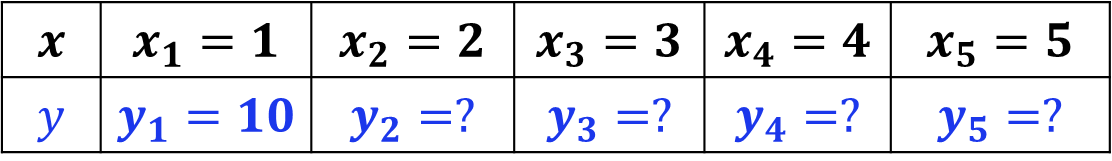 x x₁ = 1 x₂ = 2 x₃ = 3 x₄ = 4 x₅ = 5
y y₁ = 10 y₂ =? y₃ =? y₄ =? y₅ =?